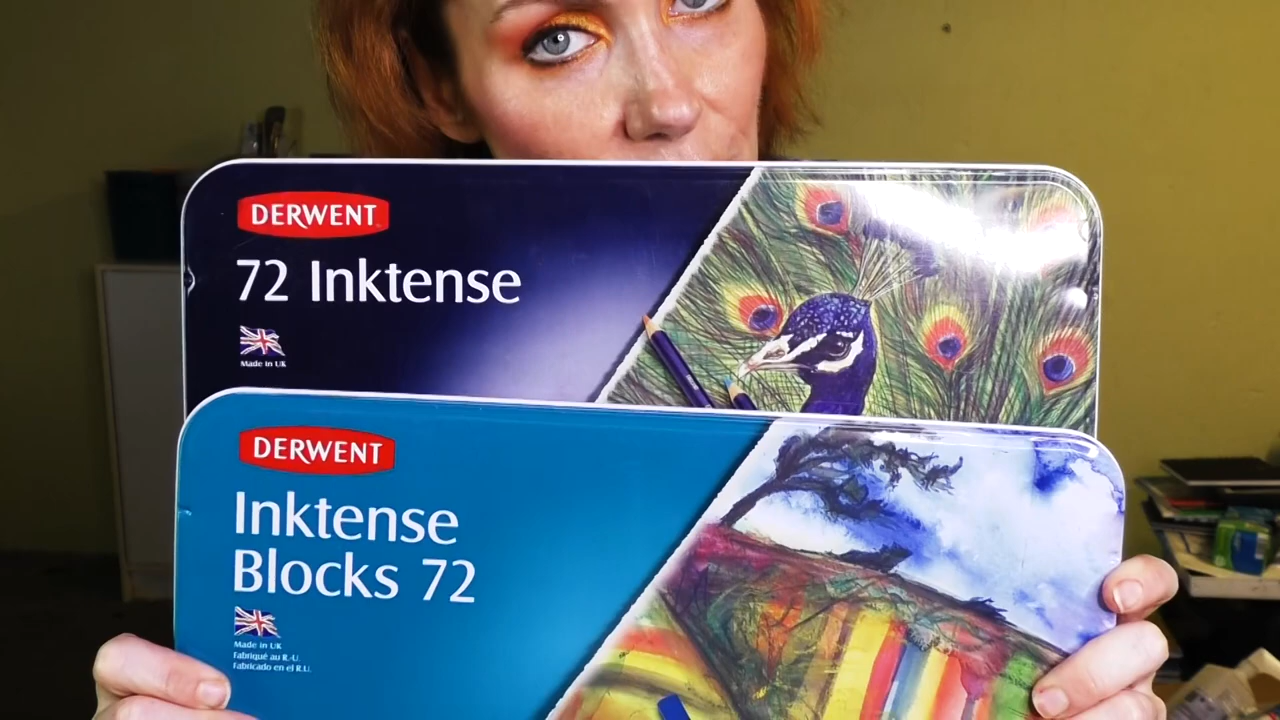 DERWENT
72 Inktense
Made in UK
DERWENT
Inktense
Blocks 72
Made in UK
Fabriqué au R.-U.
Fabricado en el R.U.